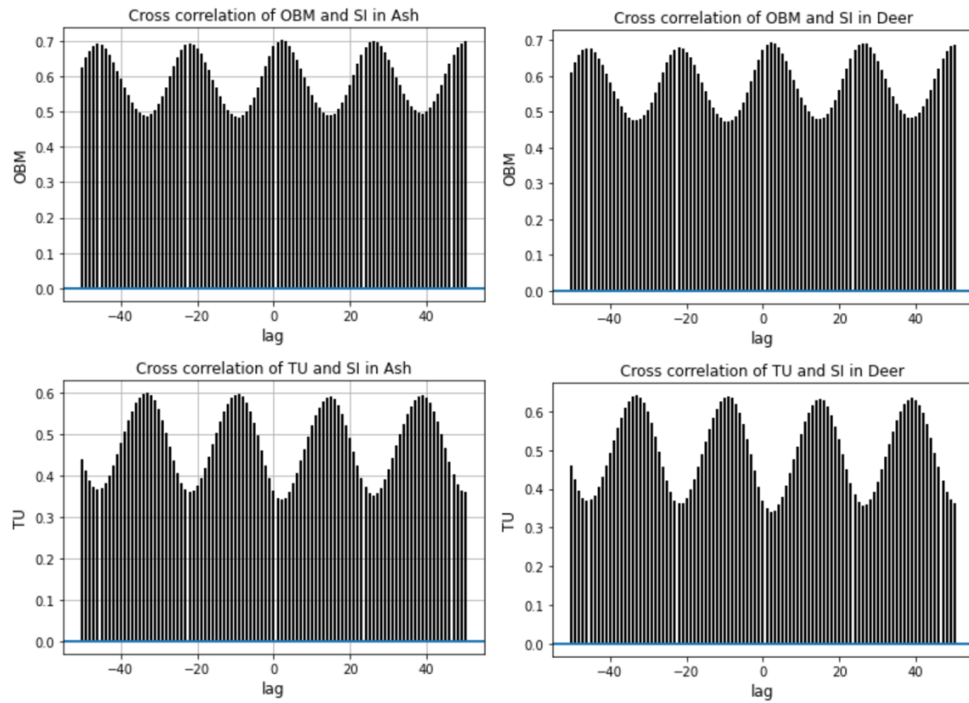 Cross correlation of OBM and SI in Ash
0.7
0.6
0.5
0.4
0.3
0.2
0.1
0.0
OBM
−40 −20 0 20 40
lag
Cross correlation of OBM and SI in Deer
0.7
0.6
0.5
0.4
0.3
0.2
0.1
0.0
OBM
−40 −20 0 20 40
lag
Cross correlation of TU and SI in Ash
0.6
0.5
0.4
0.3
0.2
0.1
0.0
TU
−40 −20 0 20 40
lag
Cross correlation of TU and SI in Deer
0.6
0.5
0.4
0.3
0.2
0.1
0.0
TU
−40 −20 0 20 40
lag